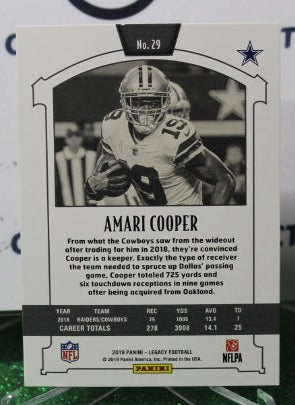 No. 29
19
19
AMARI COOPER
From what the Cowboys saw from the wideout
after trading for him in 2018, they're convinced
Cooper is a keeper. Exactly the type of receiver
the team needed to spruce up Dallas' passing
game, Cooper totaled 725 yards and
six touchdown receptions in nine games
after being acquired from Oakland.
YEAR TEAM REC YDS AVG TD
2018 RAIDERS/COWBOYS 75 1005 13.4 7
CAREER TOTALS 278 3908 14.1 25
NFL
2019 PANINI - LEGACY FOOTBALL
© 2019 Panini America, Inc. Printed in the USA.
PANINI
NFLPA